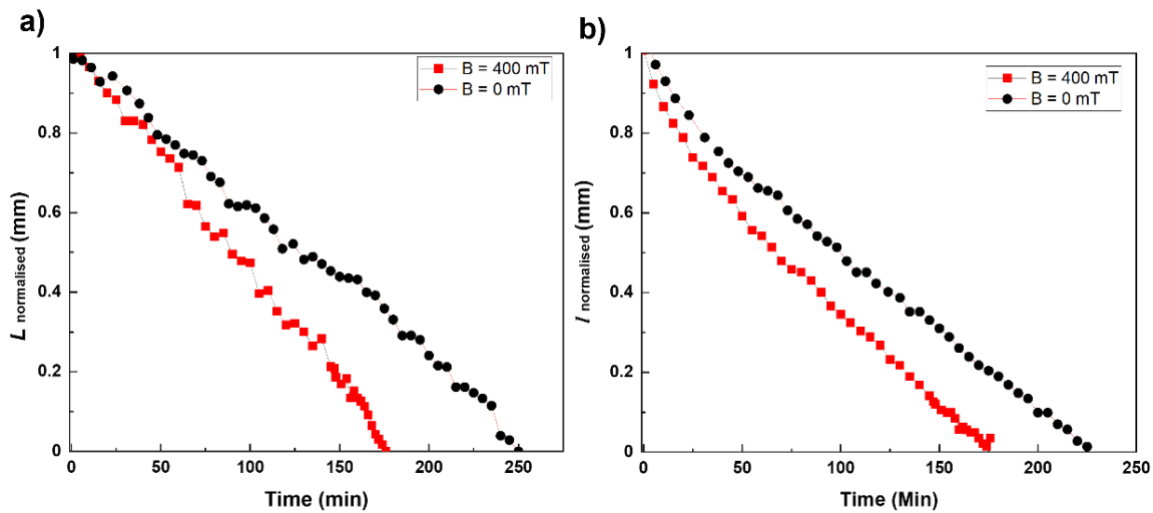 a)
1
0.8
0.6
0.4
0.2
0
L normalised (mm)
B = 400 mT
B = 0 mT
0 50 100 150 200 250
Time (min)
b)
1
0.8
0.6
0.4
0.2
0
l normalised (mm)
B = 400 mT
B = 0 mT
0 50 100 150 200 250
Time (Min)